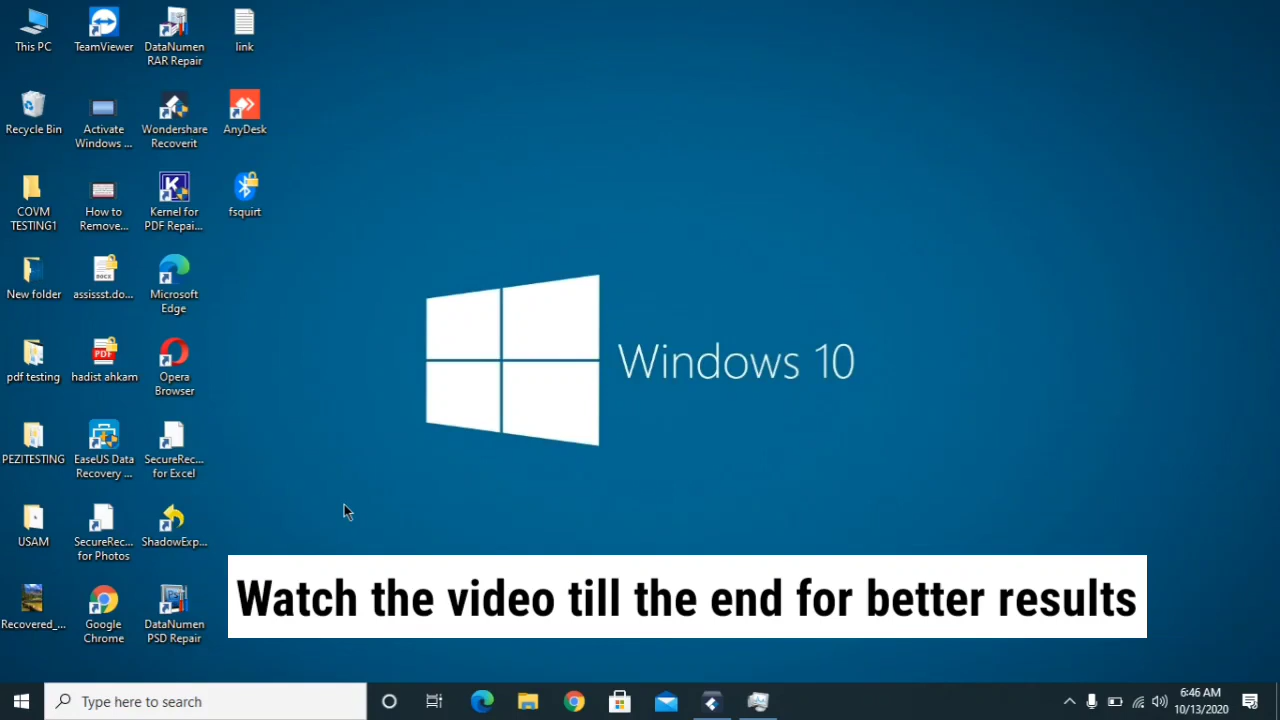 This PC
TeamViewer
DataNumen
RAR Repair
link
Recycle Bin
Activate
Windows ...
Wondershare
Recoverit
AnyDesk
COVM
TESTING1
How to
Remove...
Kernel for
PDF Repai...
fsquirt
New folder
assissst.do...
Microsoft
Edge
pdf testing
PDF
hadist ahkam
Opera
Browser
PEZITESTING
EaseUS Data
Recovery ...
SecureRec...
for Excel
USAM
SecureRec...
for Photos
ShadowExp...
Recovered_...
Google
Chrome
DataNumen
PSD Repair
Windows 10
Watch the video till the end for better results
Type here to search
6:46 AM
10/13/2020